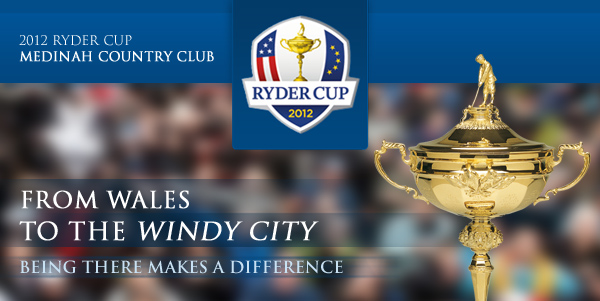 2012 RYDER CUP
MEDINAH COUNTRY CLUB
RYDER CUP
2012
FROM WALES
TO THE WINDY CITY
BEING THERE MAKES A DIFFERENCE